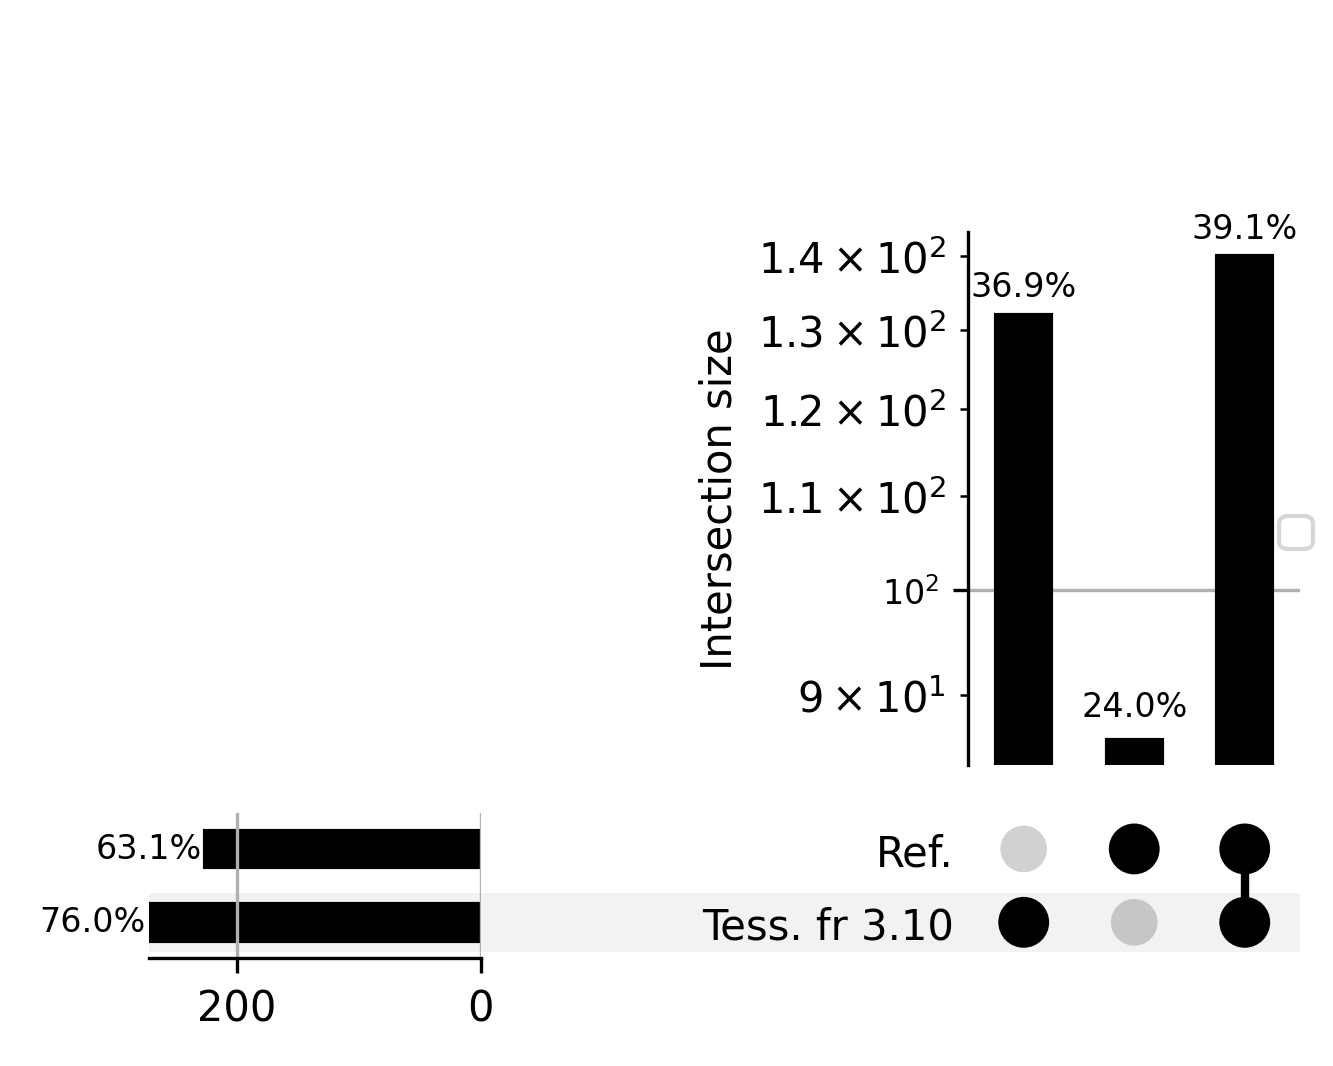 39.1%
1.4 × 10²
36.9%
1.3 × 10²
1.2 × 10²
1.1 × 10²
10²
9 × 10¹
24.0%
Intersection size
63.1%
Ref.
76.0%
Tess. fr 3.10
200
0